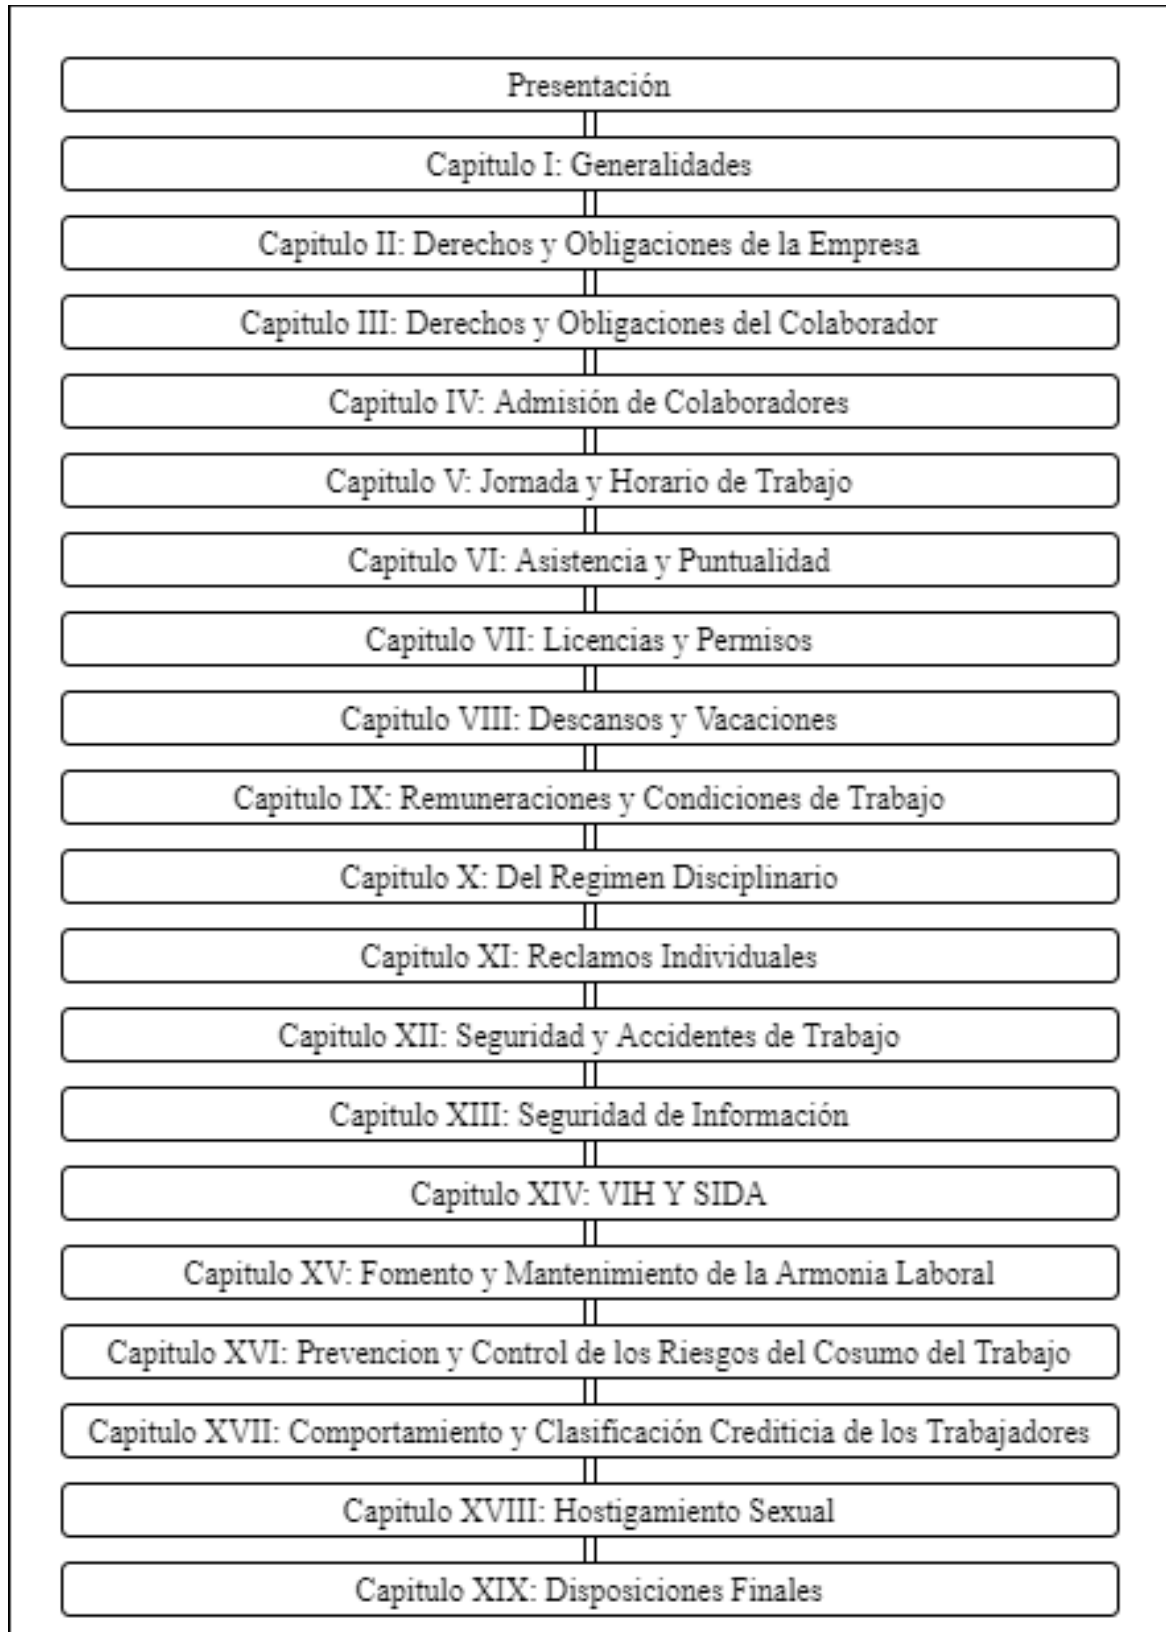 Presentación
Capitulo I: Generalidades
Capitulo II: Derechos y Obligaciones de la Empresa
Capitulo III: Derechos y Obligaciones del Colaborador
Capitulo IV: Admisión de Colaboradores
Capitulo V: Jornada y Horario de Trabajo
Capitulo VI: Asistencia y Puntualidad
Capitulo VII: Licencias y Permisos
Capitulo VIII: Descansos y Vacaciones
Capitulo IX: Remuneraciones y Condiciones de Trabajo
Capitulo X: Del Regimen Disciplinario
Capitulo XI: Reclamos Individuales
Capitulo XII: Seguridad y Accidentes de Trabajo
Capitulo XIII: Seguridad de Información
Capitulo XIV: VIH Y SIDA
Capitulo XV: Fomento y Mantenimiento de la Armonia Laboral
Capitulo XVI: Prevencion y Control de los Riesgos del Cosumo del Trabajo
Capitulo XVII: Comportamiento y Clasificación Crediticia de los Trabajadores
Capitulo XVIII: Hostigamiento Sexual
Capitulo XIX: Disposiciones Finales